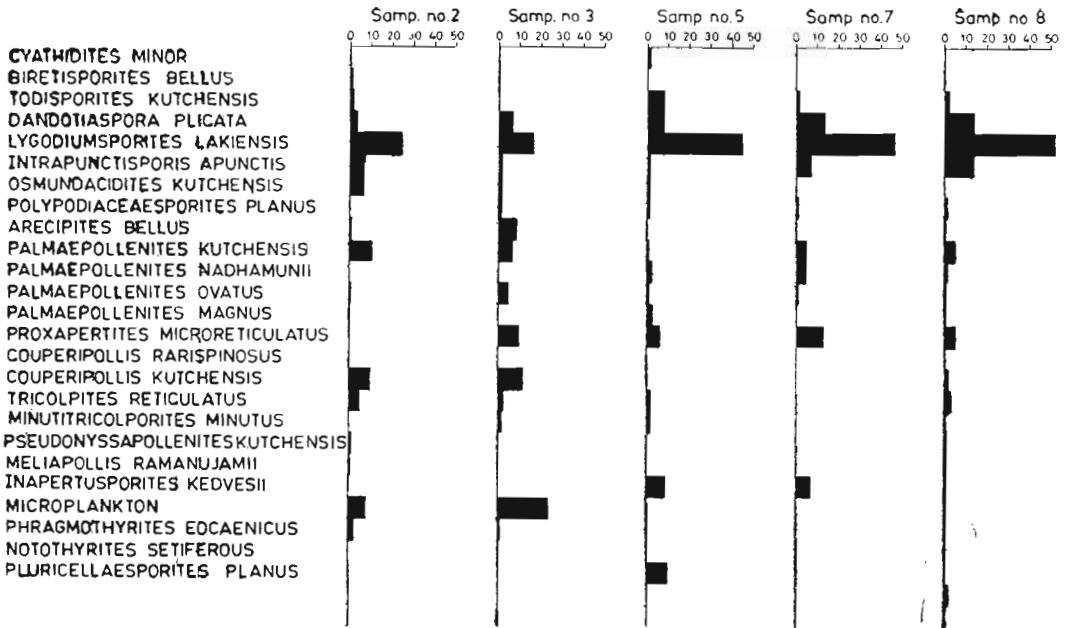 Samp. no.2 Samp. no 3 Samp no.5 Samp. no.7 Samp no 8
0 10 20 30 40 50 0 10 20 30 40 50 0 10 20 30 40 50 0 10 20 30 40 50 0 10 20 30 40 50
CYATHIDITES MINOR
BIRETISPORITES BELLUS
TODISPORITES KUTCHENSIS
DANDOTIASPORA PLICATA
LYGODIUMSPORITES LAKIENSIS
INTRAPUNCTISPORIS APUNCTIS
OSMUNDACIDITES KUTCHENSIS
POLYPODIACEAESPORITES PLANUS
ARECIPITES BELLUS
PALMAEPOLLENITES KUTCHENSIS
PALMAEPOLLENITES NADHAMUNII
PALMAEPOLLENITES OVATUS
PALMAEPOLLENITES MAGNUS
PROXAPERTITES MICRORETICULATUS
COUPERIPOLLIS RARISPINOSUS
COUPERIPOLLIS KUTCHENSIS
TRICOLPITES RETICULATUS
MINUTITRICOLPORITES MINUTUS
PSEUDONYSSAPOLLENITES KUTCHENSIS
MELIAPOLLIS RAMANUJAMII
INAPERTUSPORITES KEDVESII
MICROPLANKTON
PHRAGMOTHYRITES EOCAENICUS
NOTOTHYRITES SETIFEROUS
PLURICELLAESPORITES PLANUS